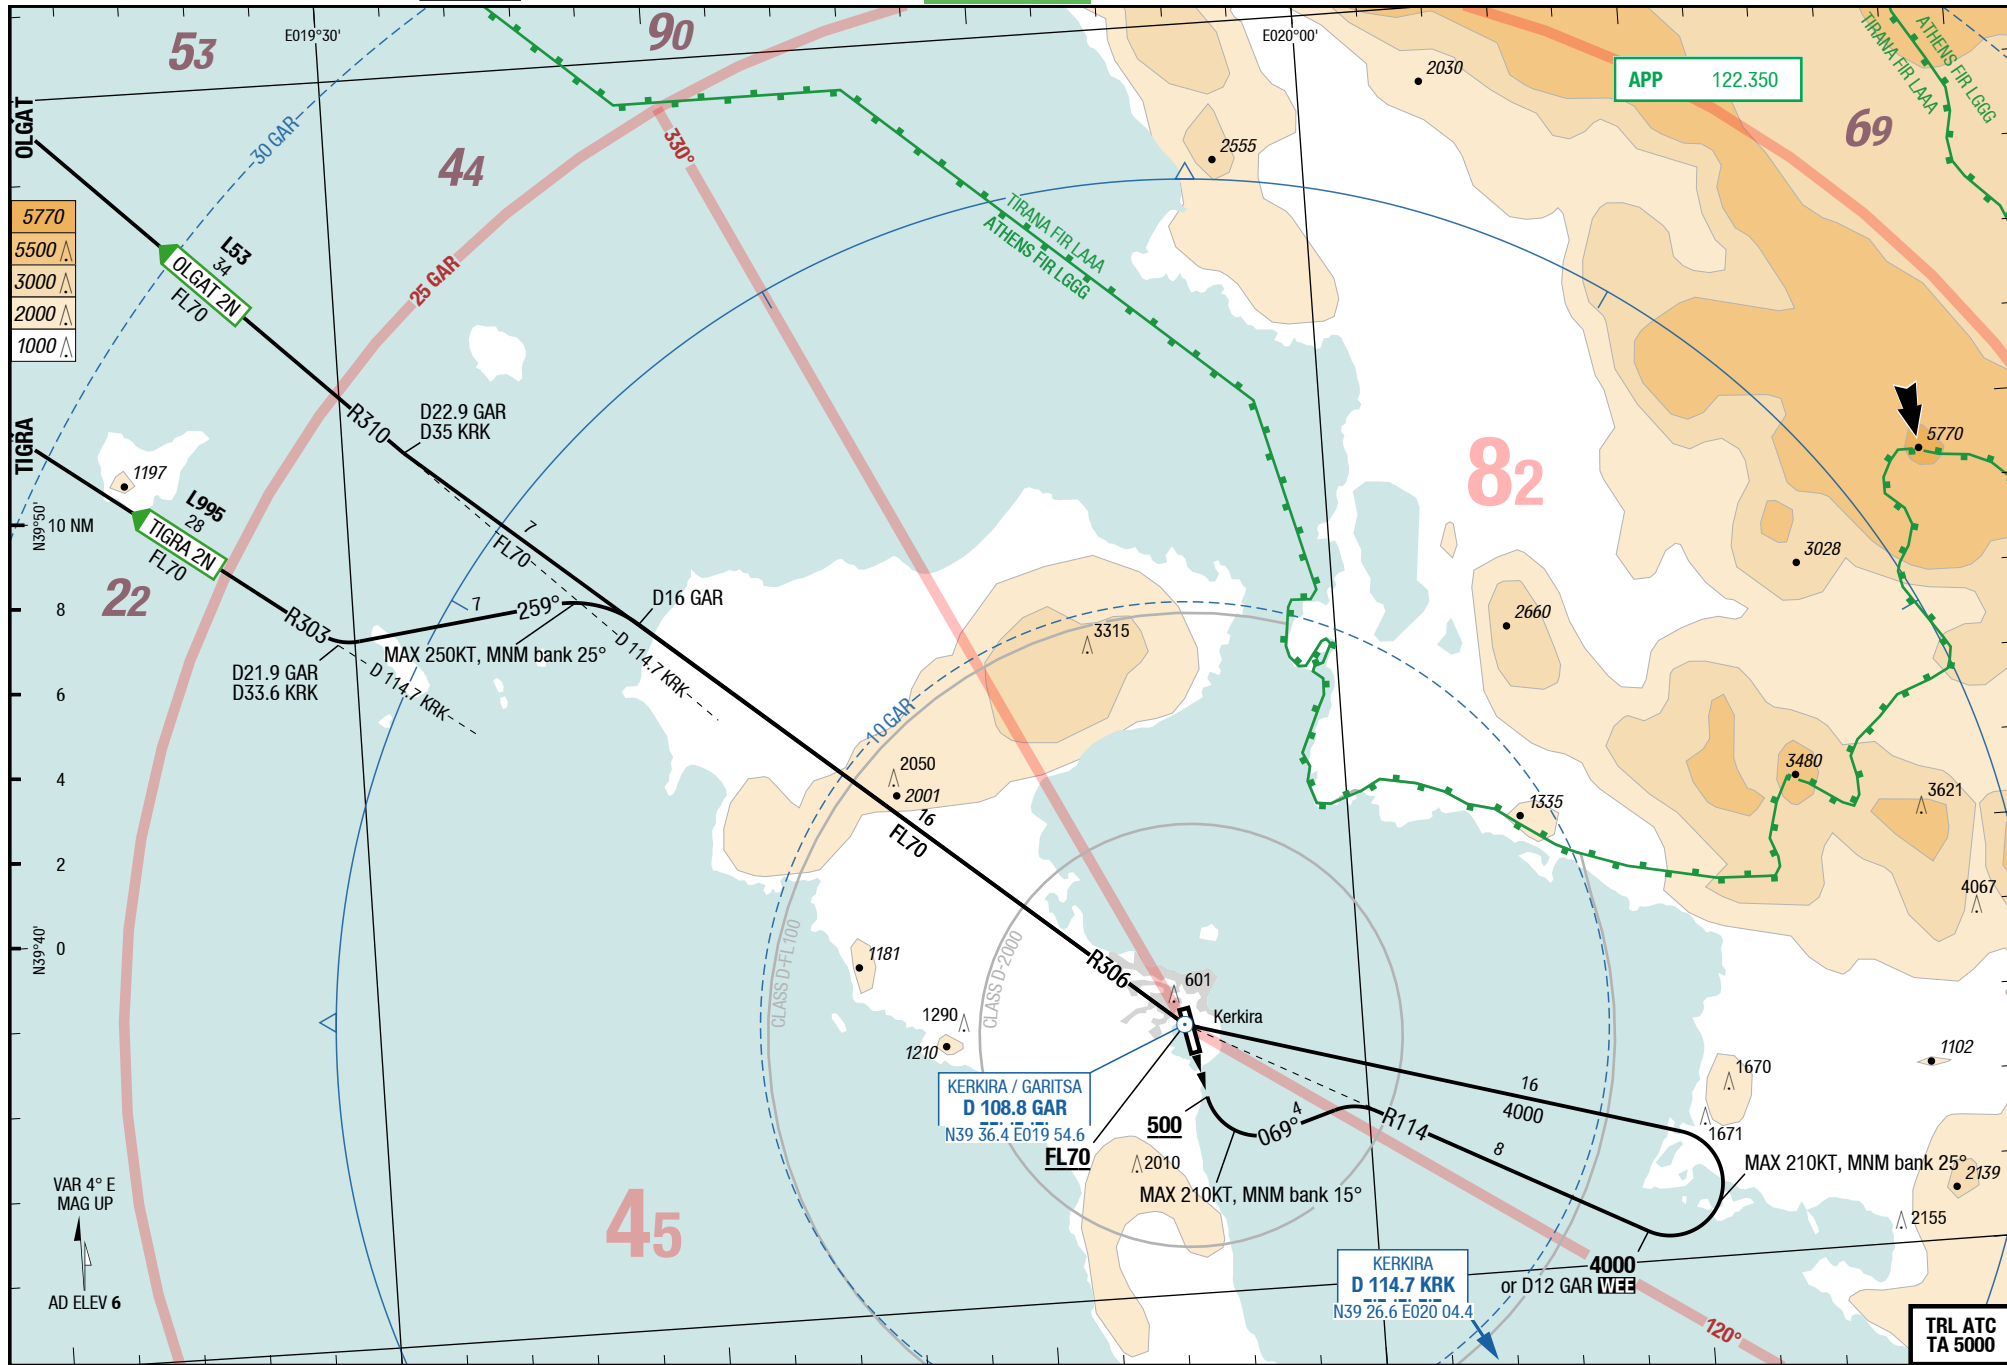 53
90
E019°30'
E020°00'
2030
APP 122.350
TIRANA FIR LAAA
ATHENS FIR LGGG
69
OLGAT
30 GAR
44
330°
2555
5770
5500
3000
2000
1000
L53
34
OLGAT 2N
FL70
25 GAR
TIRANA FIR LAAA
ATHENS FIR LGGG
R310
D22.9 GAR
D35 KRK
TIGRA
1197
82
5770
L995
28
TIGRA 2N
FL70
N39°50'
10 NM
7
FL70
3028
22
8
R303
7
259°
D16 GAR
2660
3315
MAX 250KT, MNM bank 25°
D21.9 GAR
D33.6 KRK
D 114.7 KRK
D 114.7 KRK
6
10 GAR
4
2050
2001
16
FL70
3480
3621
1335
2
4067
N39°40'
0
CLASS D-FL100
CLASS D-2000
1181
R306
601
Kerkira
1290
1210
1102
1670
1671
KERKIRA / GARITSA
D 108.8 GAR
N39 36.4 E019 54.6
FL70
500
069°
4
R114
16
4000
8
2010
MAX 210KT, MNM bank 15°
MAX 210KT, MNM bank 25°
2139
2155
45
VAR 4° E
MAG UP
AD ELEV 6
KERKIRA
D 114.7 KRK
N39 26.6 E020 04.4
4000
or D12 GAR WEE
120°
TRL ATC
TA 5000